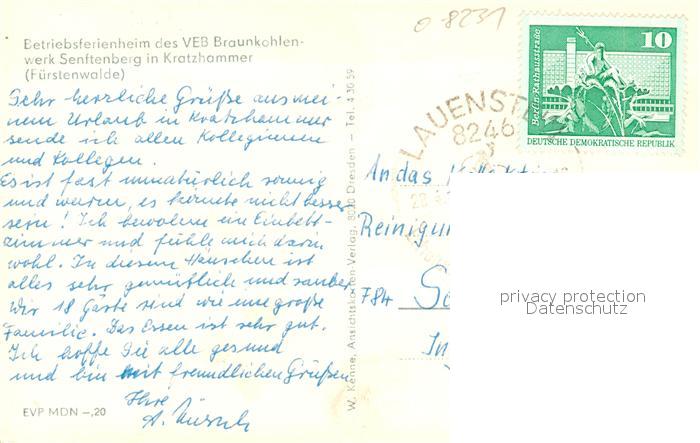 o 8231
Betriebsferienheim des VEB Braunkohlen-
werk Senftenberg in Kratzhammer
(Fürstenwalde)
Sehr herzliche Grüße aus mei-
nem Urlaub in Kratzhammer
sende ich allen Kolleginnen
und Kollegen.
Es ist fast unnatürlich sonnig
und warm, es könnte nicht besser
sein! Ich bewohne ein Einbett-
zimmer und fühle mich darin
wohl. In diesem Häuschen ist
alles sehr gemütlich und sauber
Wir 18 Gäste sind wie eine große
Familie. Das Essen ist sehr gut.
Ich hoffe Sie alle gesund
und bin mit freundlichen Grüßen
Ihre
A.
EVP MDN –,20
W. Kenne, Ansichtskarten-Verlag, 8020 Dresden – Tel. 4 30 59
LAUENSTE
8246
10
Berlin-Rathausstraße
DEUTSCHE DEMOKRATISCHE REPUBLIK
An das
Reinigu
784
In
privacy protection
Datenschutz